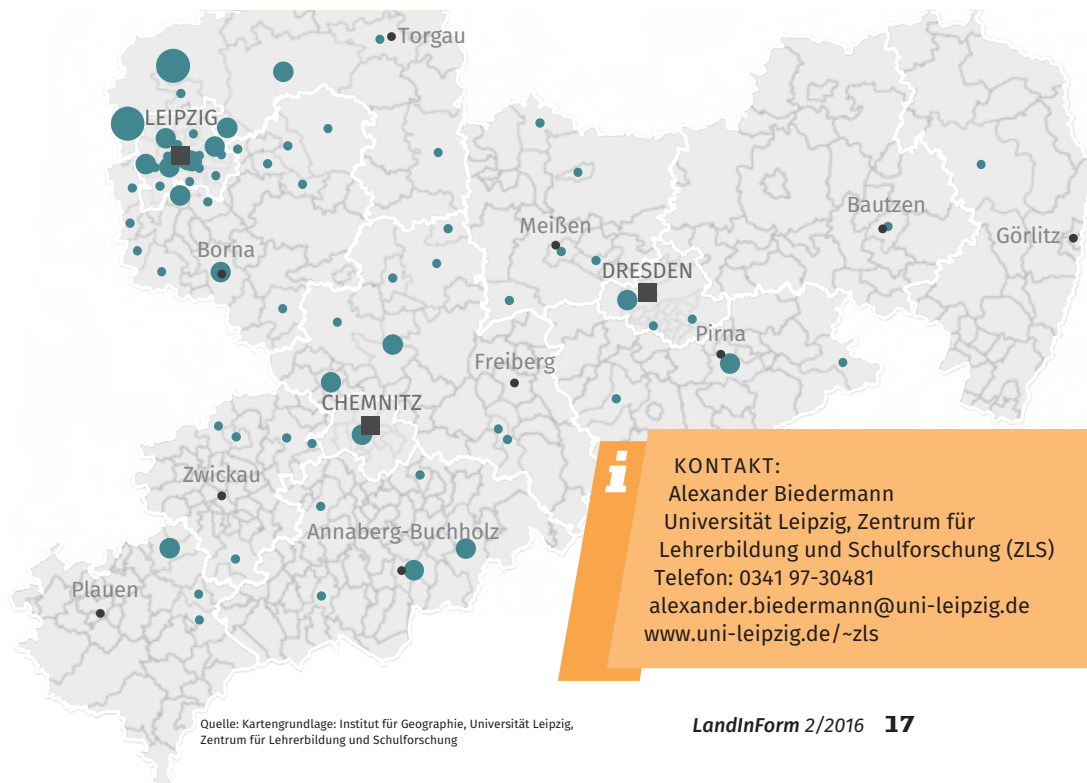 Torgau
LEIPZIG
Bautzen
Meißen
Görlitz
Borna
DRESDEN
Pirna
Freiberg
CHEMNITZ
Zwickau
Annaberg-Buchholz
Plauen
i
KONTAKT:
Alexander Biedermann
Universität Leipzig, Zentrum für
Lehrerbildung und Schulforschung (ZLS)
Telefon: 0341 97-30481
alexander.biedermann@uni-leipzig.de
www.uni-leipzig.de/~zls
Quelle: Kartengrundlage: Institut für Geographie, Universität Leipzig,
Zentrum für Lehrerbildung und Schulforschung
LandInForm 2/2016 17